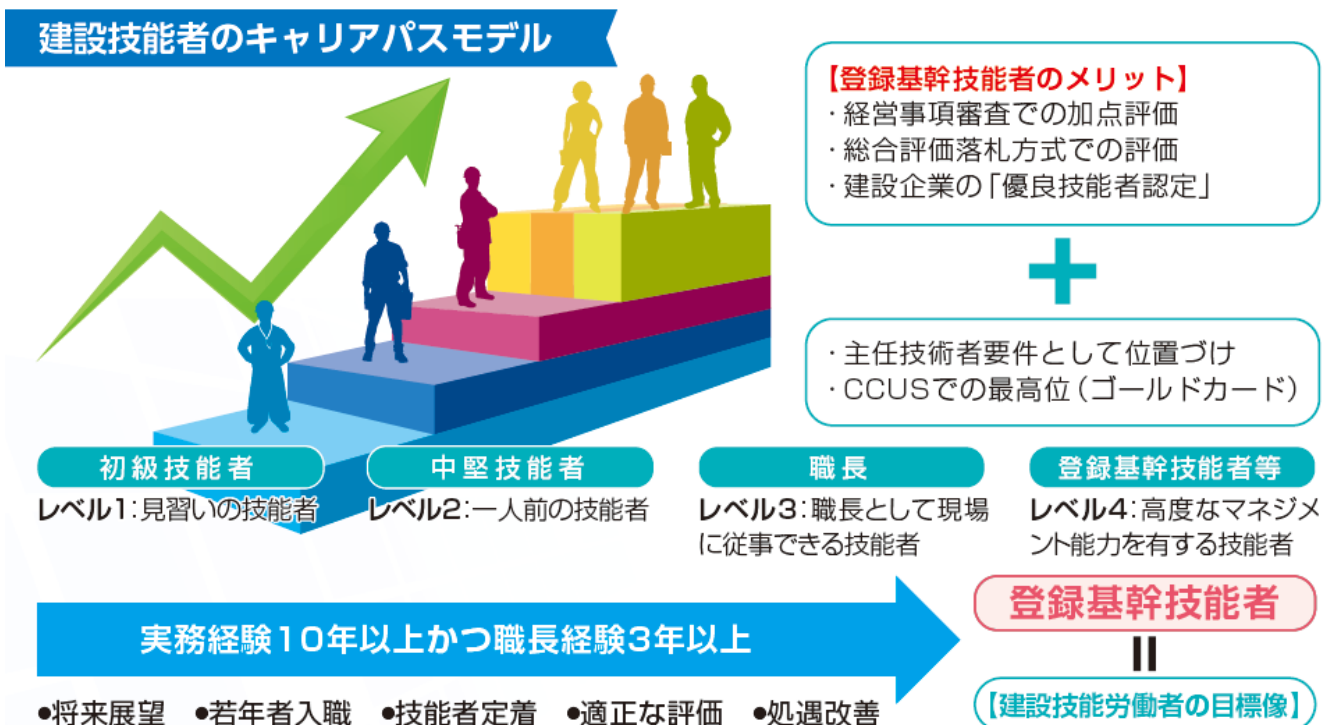 建設技能者のキャリアパスモデル
【登録基幹技能者のメリット】
・経営事項審査での加点評価
・総合評価落札方式での評価
・建設企業の「優良技能者認定」
+
・主任技術者要件として位置づけ
・CCUSでの最高位(ゴールドカード)
初級技能者
レベル1:見習いの技能者
中堅技能者
レベル2:一人前の技能者
職長
レベル3:職長として現場
に従事できる技能者
登録基幹技能者等
レベル4:高度なマネジメ
ント能力を有する技能者
実務経験10年以上かつ職長経験3年以上
登録基幹技能者
=
【建設技能労働者の目標像】
●将来展望 ●若年者入職 ●技能者定着 ●適正な評価 ●処遇改善